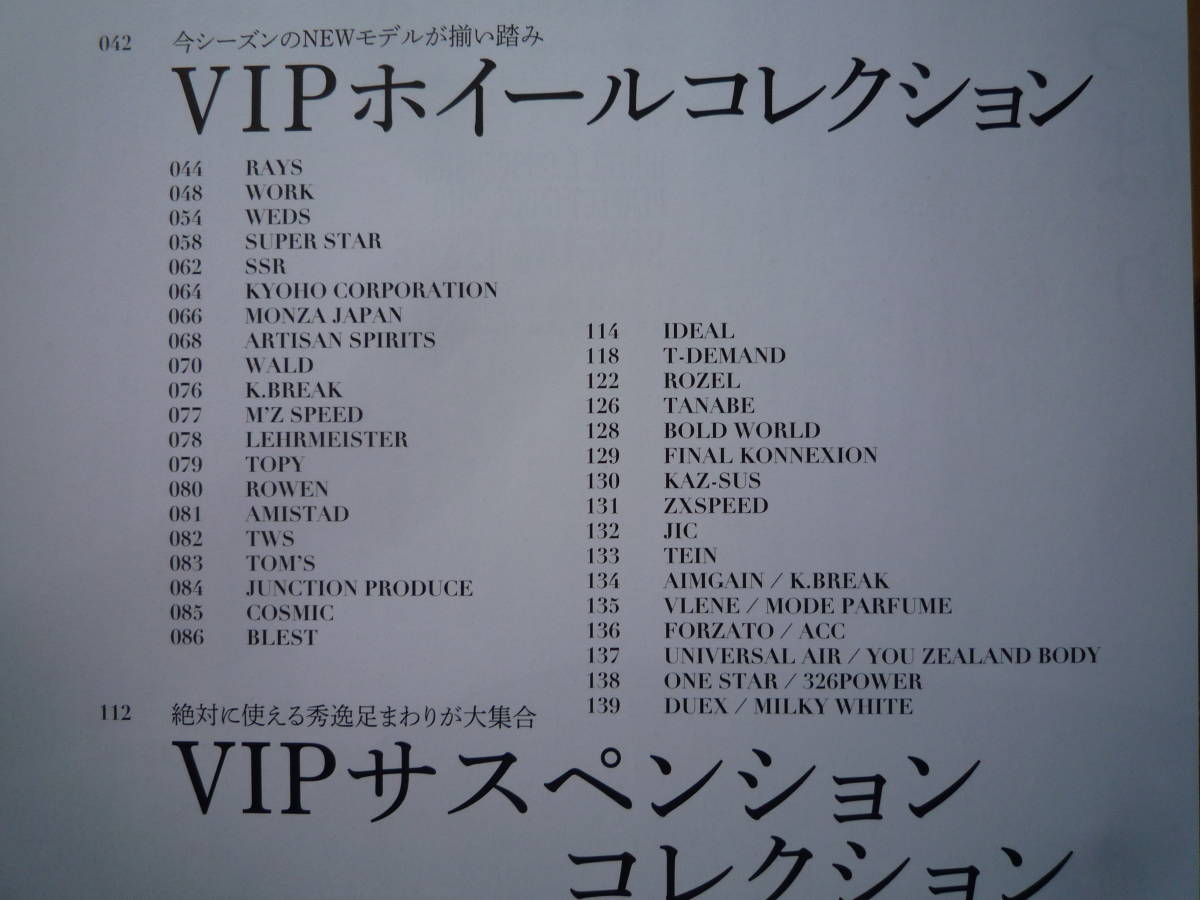 042 今シーズンのNEWモデルが揃い踏み
VIPホイールコレクション
044 RAYS
048 WORK
054 WEDS
058 SUPER STAR
062 SSR
064 KYOHO CORPORATION
066 MONZA JAPAN
068 ARTISAN SPIRITS
070 WALD
076 K.BREAK
077 M'Z SPEED
078 LEHRMEISTER
079 TOPY
080 ROWEN
081 AMISTAD
082 TWS
083 TOM'S
084 JUNCTION PRODUCE
085 COSMIC
086 BLEST
112 絶対に使える秀逸足まわりが大集合
VIPサスペンション
コレクション
114 IDEAL
118 T-DEMAND
122 ROZEL
126 TANABE
128 BOLD WORLD
129 FINAL KONNEXION
130 KAZ-SUS
131 ZXSPEED
132 JIC
133 TEIN
134 AIMGAIN / K.BREAK
135 VLENE / MODE PARFUME
136 FORZATO / ACC
137 UNIVERSAL AIR / YOU ZEALAND BODY
138 ONE STAR / 326POWER
139 DUEX / MILKY WHITE